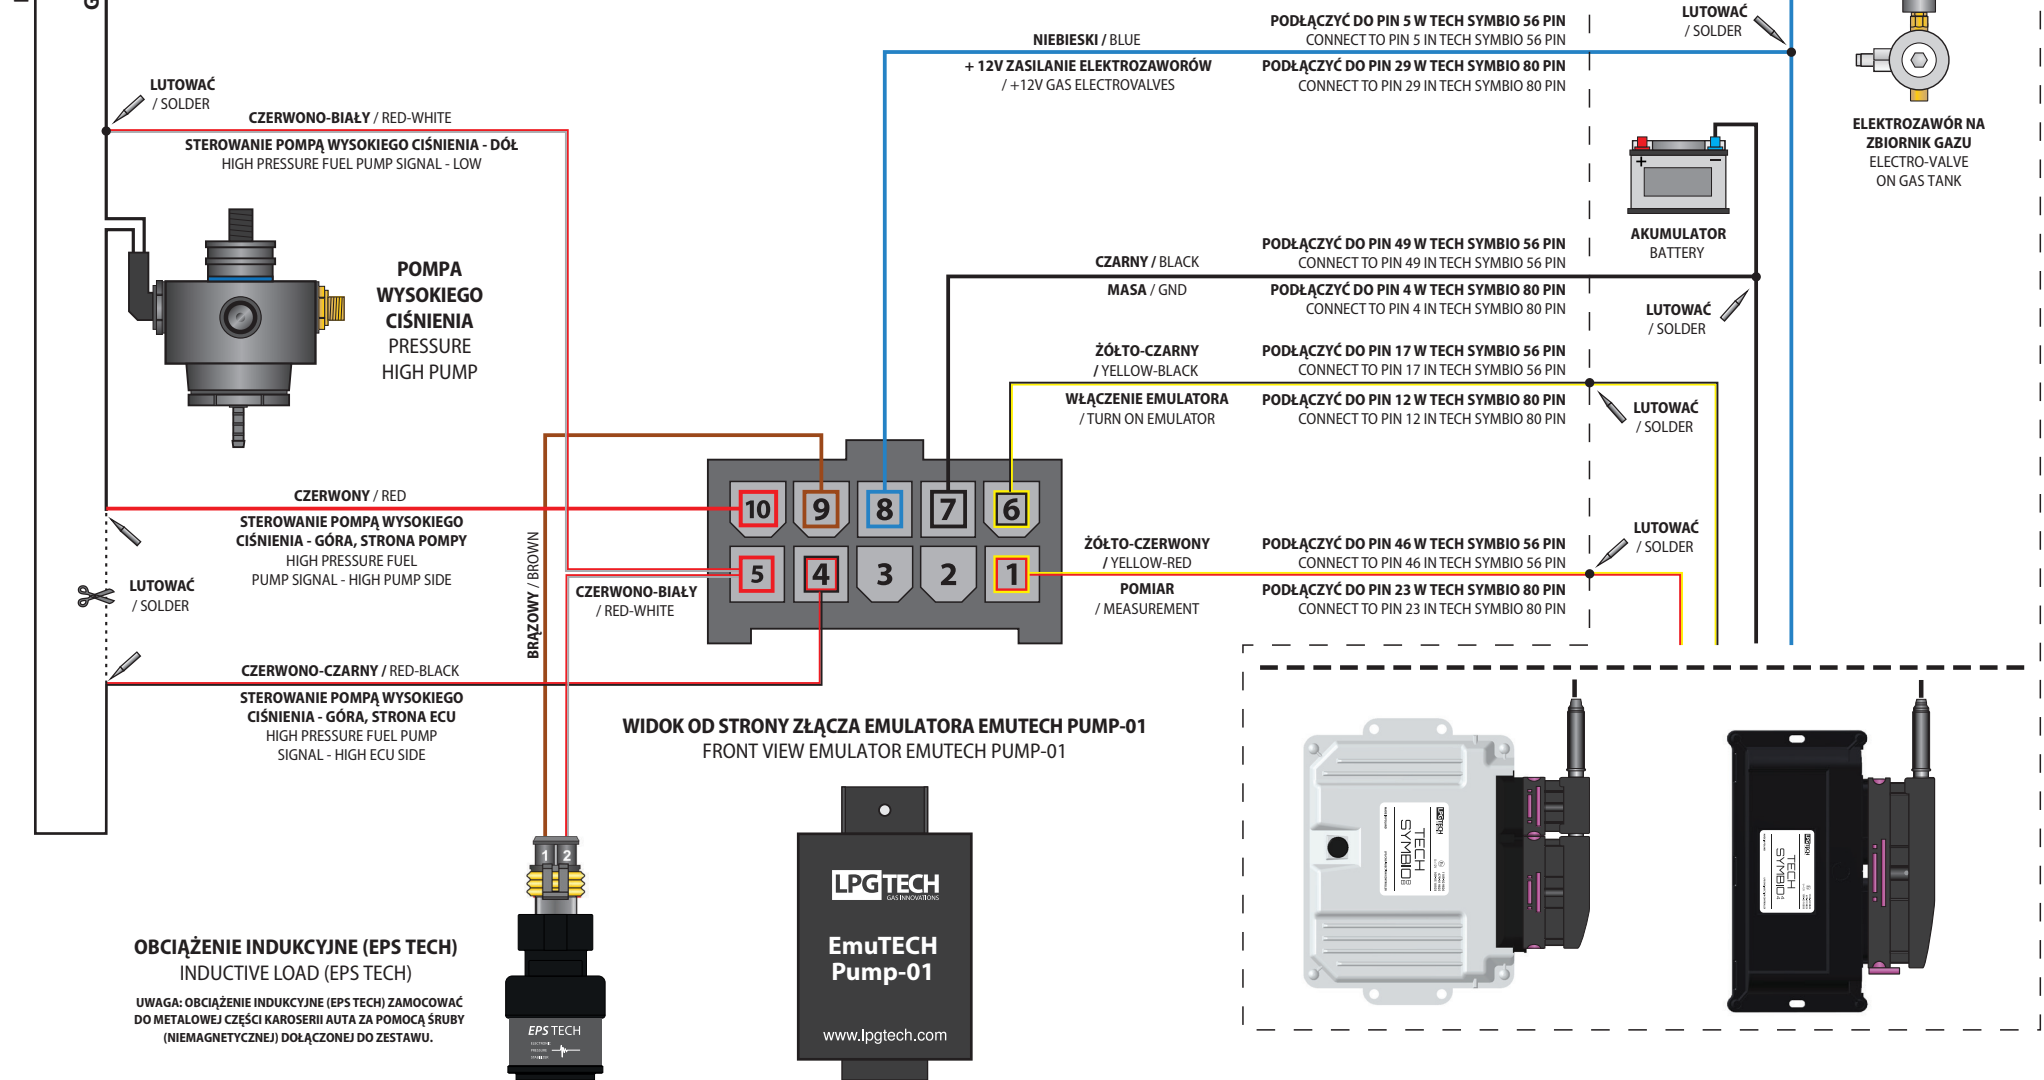 G
LUTOWAĆ
/ SOLDER
CZERWONO-BIAŁY / RED-WHITE
STEROWANIE POMPĄ WYSOKIEGO CIŚNIENIA - DÓŁ
HIGH PRESSURE FUEL PUMP SIGNAL - LOW
POMPA
WYSOKIEGO
CIŚNIENIA
PRESSURE
HIGH PUMP
NIEBIESKI / BLUE
+ 12V ZASILANIE ELEKTROZAWORÓW
/ +12V GAS ELECTROVALVES
PODŁĄCZYĆ DO PIN 5 W TECH SYMBIO 56 PIN
CONNECT TO PIN 5 IN TECH SYMBIO 56 PIN
PODŁĄCZYĆ DO PIN 29 W TECH SYMBIO 80 PIN
CONNECT TO PIN 29 IN TECH SYMBIO 80 PIN
LUTOWAĆ
/ SOLDER
ELEKTROZAWÓR NA
ZBIORNIK GAZU
ELECTRO-VALVE
ON GAS TANK
+ −
AKUMULATOR
BATTERY
CZARNY / BLACK
MASA / GND
PODŁĄCZYĆ DO PIN 49 W TECH SYMBIO 56 PIN
CONNECT TO PIN 49 IN TECH SYMBIO 56 PIN
PODŁĄCZYĆ DO PIN 4 W TECH SYMBIO 80 PIN
CONNECT TO PIN 4 IN TECH SYMBIO 80 PIN
LUTOWAĆ
/ SOLDER
ŻÓŁTO-CZARNY
/ YELLOW-BLACK
WŁĄCZENIE EMULATORA
/ TURN ON EMULATOR
PODŁĄCZYĆ DO PIN 17 W TECH SYMBIO 56 PIN
CONNECT TO PIN 17 IN TECH SYMBIO 56 PIN
PODŁĄCZYĆ DO PIN 12 W TECH SYMBIO 80 PIN
CONNECT TO PIN 12 IN TECH SYMBIO 80 PIN
LUTOWAĆ
/ SOLDER
CZERWONY / RED
STEROWANIE POMPĄ WYSOKIEGO
CIŚNIENIA - GÓRA, STRONA POMPY
HIGH PRESSURE FUEL
PUMP SIGNAL - HIGH PUMP SIDE
LUTOWAĆ
/ SOLDER
BRĄZOWY / BROWN
CZERWONO-BIAŁY
/ RED-WHITE
10 9 8 7 6
5 4 3 2 1
ŻÓŁTO-CZERWONY
/ YELLOW-RED
POMIAR
/ MEASUREMENT
PODŁĄCZYĆ DO PIN 46 W TECH SYMBIO 56 PIN
CONNECT TO PIN 46 IN TECH SYMBIO 56 PIN
PODŁĄCZYĆ DO PIN 23 W TECH SYMBIO 80 PIN
CONNECT TO PIN 23 IN TECH SYMBIO 80 PIN
LUTOWAĆ
/ SOLDER
CZERWONO-CZARNY / RED-BLACK
STEROWANIE POMPĄ WYSOKIEGO
CIŚNIENIA - GÓRA, STRONA ECU
HIGH PRESSURE FUEL PUMP
SIGNAL - HIGH ECU SIDE
WIDOK OD STRONY ZŁĄCZA EMULATORA EMUTECH PUMP-01
FRONT VIEW EMULATOR EMUTECH PUMP-01
1 2
OBCIĄŻENIE INDUKCYJNE (EPS TECH)
INDUCTIVE LOAD (EPS TECH)
UWAGA: OBCIĄŻENIE INDUKCYJNE (EPS TECH) ZAMOCOWAĆ
DO METALOWEJ CZĘŚCI KAROSERII AUTA ZA POMOCĄ ŚRUBY
(NIEMAGNETYCZNEJ) DOŁĄCZONEJ DO ZESTAWU.
EPS TECH
LPGTECH
GAS INNOVATIONS
EmuTECH
Pump-01
www.lpgtech.com
LPGTECH
TECH
SYMBIO
LPGTECH
TECH
SYMBIO